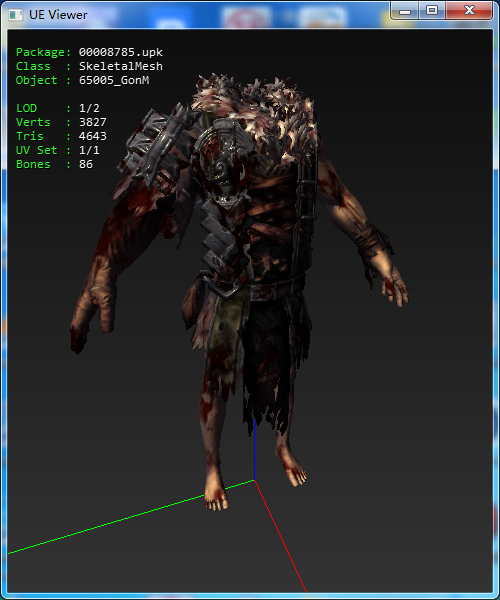 UE Viewer
Package: 00008785.upk
Class : SkeletalMesh
Object : 65005_GonM
LOD : 1/2
Verts : 3827
Tris : 4643
UV Set : 1/1
Bones : 86